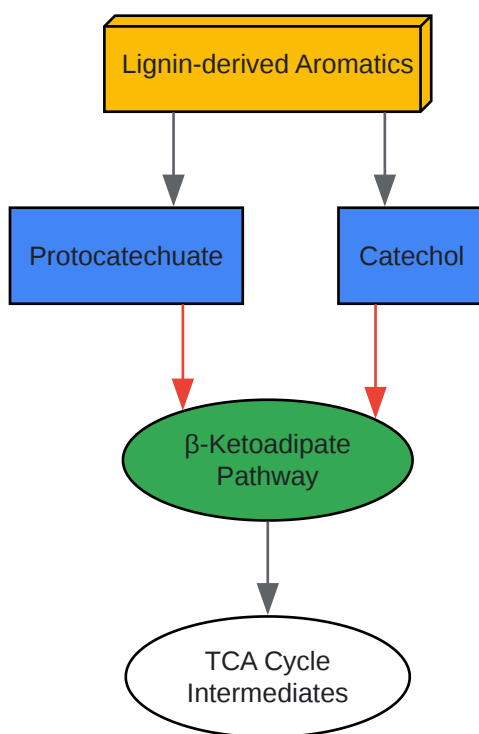 Lignin-derived Aromatics
Protocatechuate
Catechol
β-Ketoadipate
Pathway
TCA Cycle
Intermediates